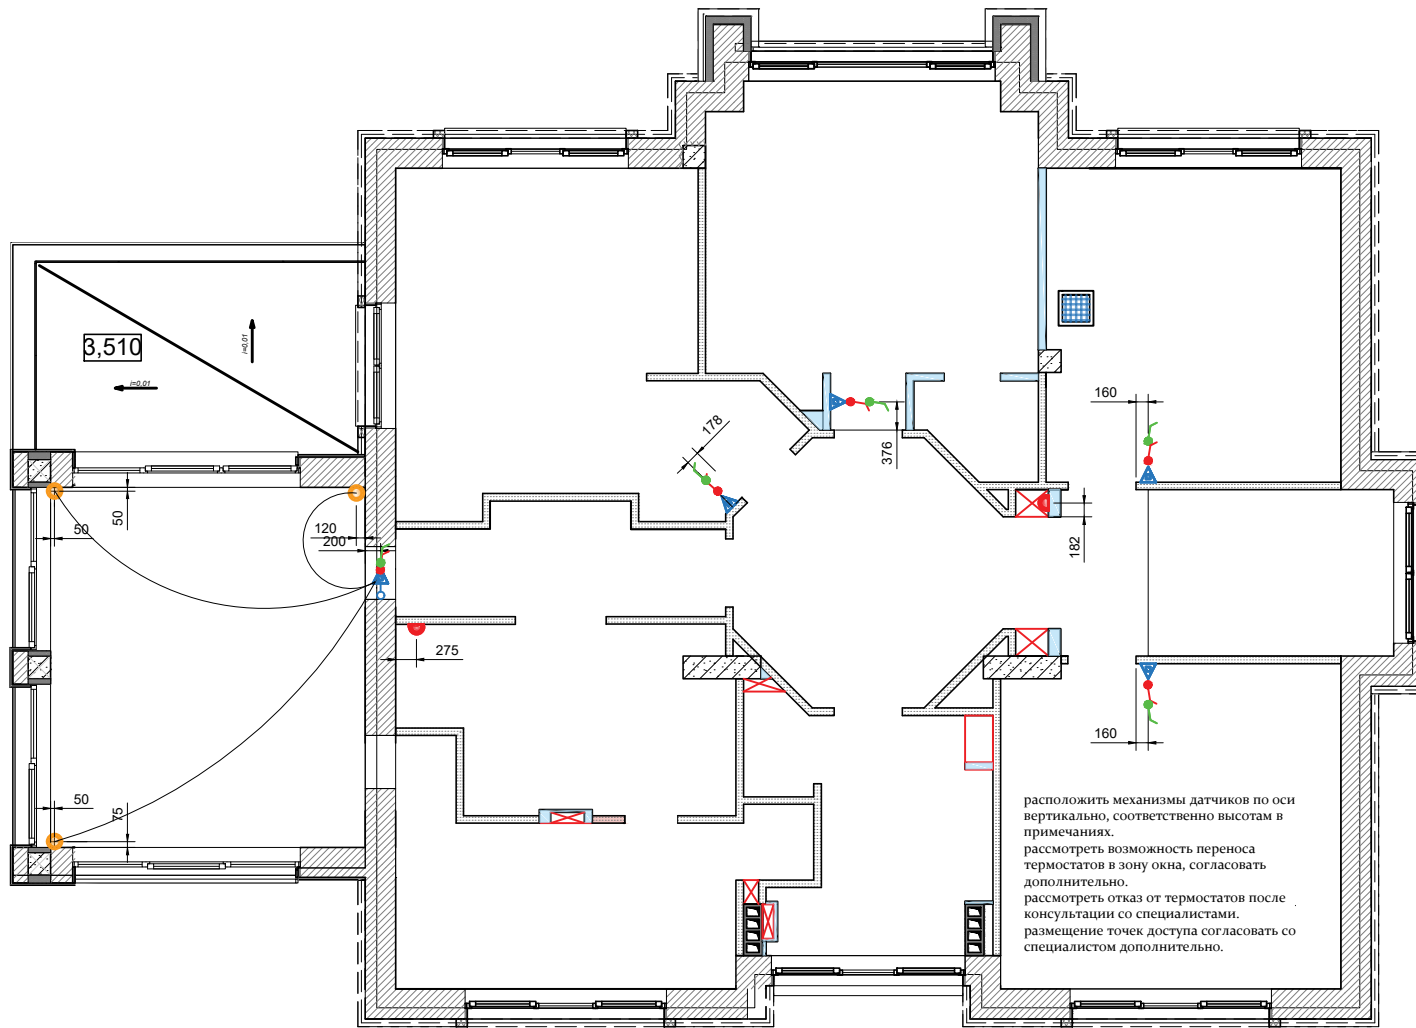 178
160
3,510
i=0,01
i=0,01
376
50
50
120
200
182
275
160
50
75
расположить механизмы датчиков по оси
вертикально, соответственно высотам в
примечаниях.
рассмотреть возможность переноса
термостатов в зону окна, согласовать
дополнительно.
рассмотреть отказ от термостатов после
консультации со специалистами.
размещение точек доступа согласовать со
специалистом дополнительно.